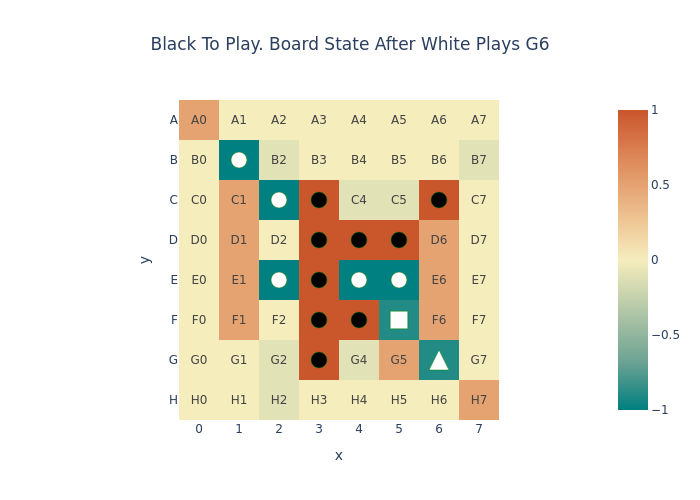 Black To Play. Board State After White Plays G6
A A0 A1 A2 A3 A4 A5 A6 A7
B B0 B2 B3 B4 B5 B6 B7
C C0 C1 C4 C5 C7
D D0 D1 D2 D6 D7
E E0 E1 E6 E7
F F0 F1 F2 F6 F7
G G0 G1 G2 G4 G5 G7
H H0 H1 H2 H3 H4 H5 H6 H7
0 1 2 3 4 5 6 7
x
y
1
0.5
0
−0.5
−1